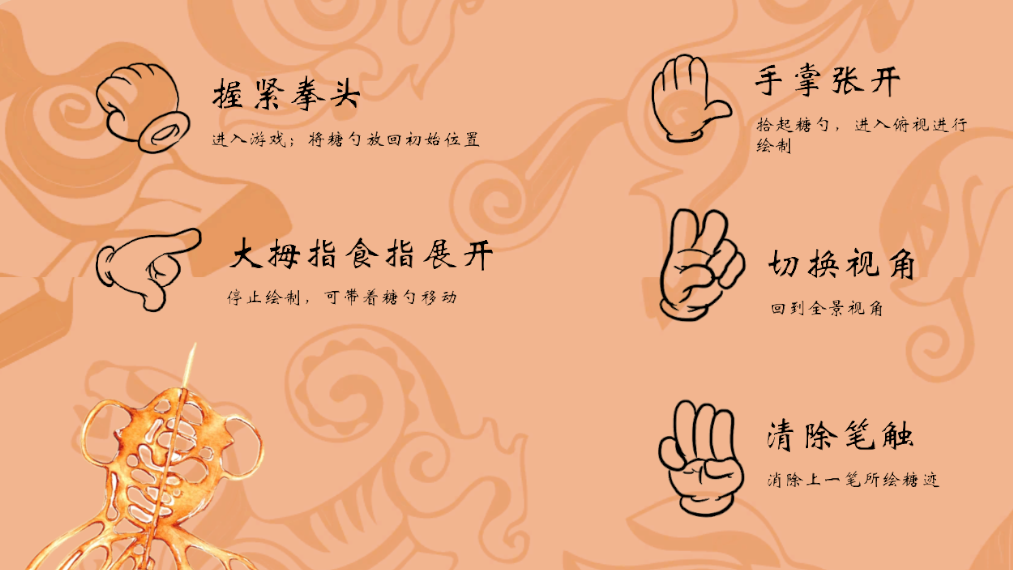 握紧拳头
进入游戏；将糖勺放回初始位置
手掌张开
拾起糖勺，进入俯视进行
绘制
大拇指食指展开
停止绘制，可带着糖勺移动
切换视角
回到全景视角
清除笔触
消除上一笔所绘糖迹